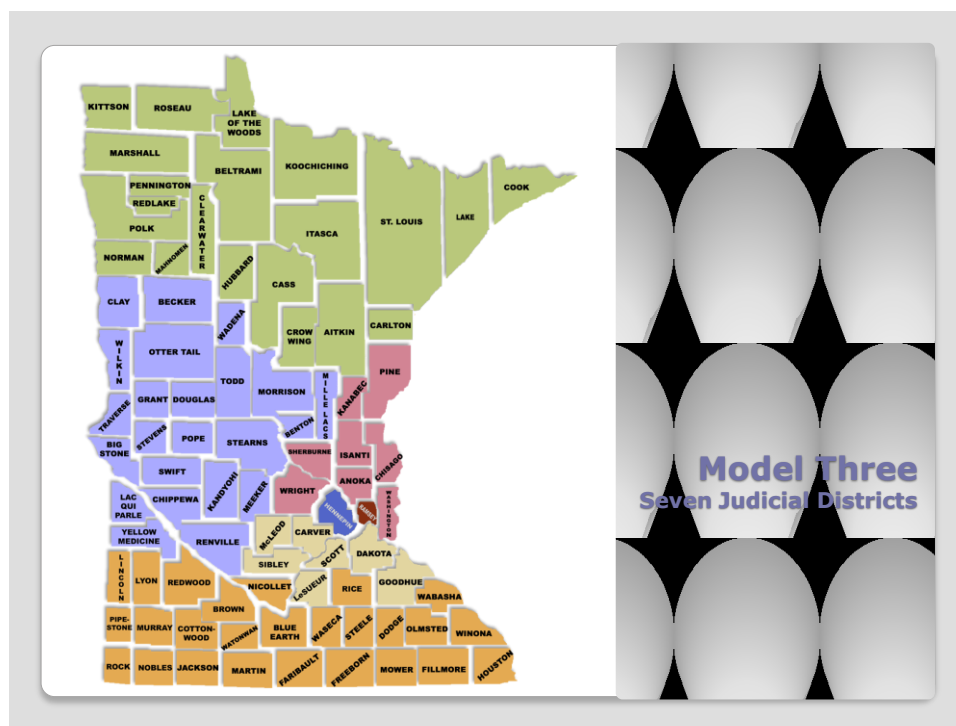 KITTSON
ROSEAU
LAKE
OF THE
WOODS
MARSHALL
BELTRAMI
KOOCHICHING
PENNINGTON
REDLAKE
CLEARWATER
POLK
ST. LOUIS
LAKE
COOK
ITASCA
NORMAN
MAHNOMEN
HUBBARD
CASS
CLAY
BECKER
WADENA
CROW
WING
AITKIN
CARLTON
WILKIN
OTTER TAIL
TODD
MORRISON
MILLE LACS
KANABEC
PINE
GRANT
DOUGLAS
TRAVERSE
STEVENS
POPE
STEARNS
BENTON
BIG
STONE
SHERBURNE
ISANTI
CHISAGO
SWIFT
KANDYOHI
MEEKER
WRIGHT
ANOKA
LAC
QUI
PARLE
CHIPPEWA
HENNEPIN
RAMSEY
WASHINGTON
YELLOW
MEDICINE
RENVILLE
McLEOD
CARVER
SCOTT
DAKOTA
SIBLEY
LINCOLN
LYON
REDWOOD
NICOLLET
LeSUEUR
RICE
GOODHUE
WABASHA
BROWN
PIPE-
STONE
MURRAY
COTTON-
WOOD
WATONWAN
BLUE
EARTH
WASECA
STEELE
DODGE
OLMSTED
WINONA
ROCK
NOBLES
JACKSON
MARTIN
FARIBAULT
FREEBORN
MOWER
FILLMORE
HOUSTON
Model Three
Seven Judicial Districts